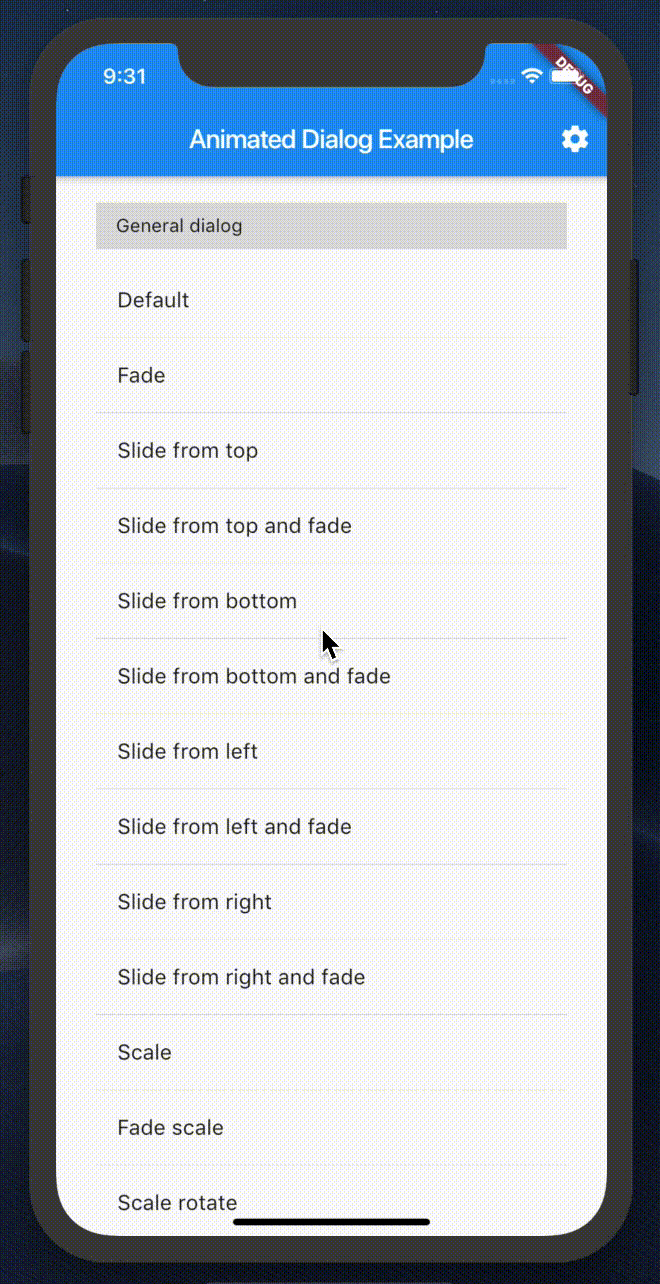 9:31
DEBUG
Animated Dialog Example
General dialog
Default
Fade
Slide from top
Slide from top and fade
Slide from bottom
Slide from bottom and fade
Slide from left
Slide from left and fade
Slide from right
Slide from right and fade
Scale
Fade scale
Scale rotate